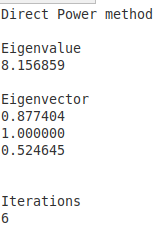 Direct Power method
Eigenvalue
8.156859
Eigenvector
0.877404
1.000000
0.524645
Iterations
6